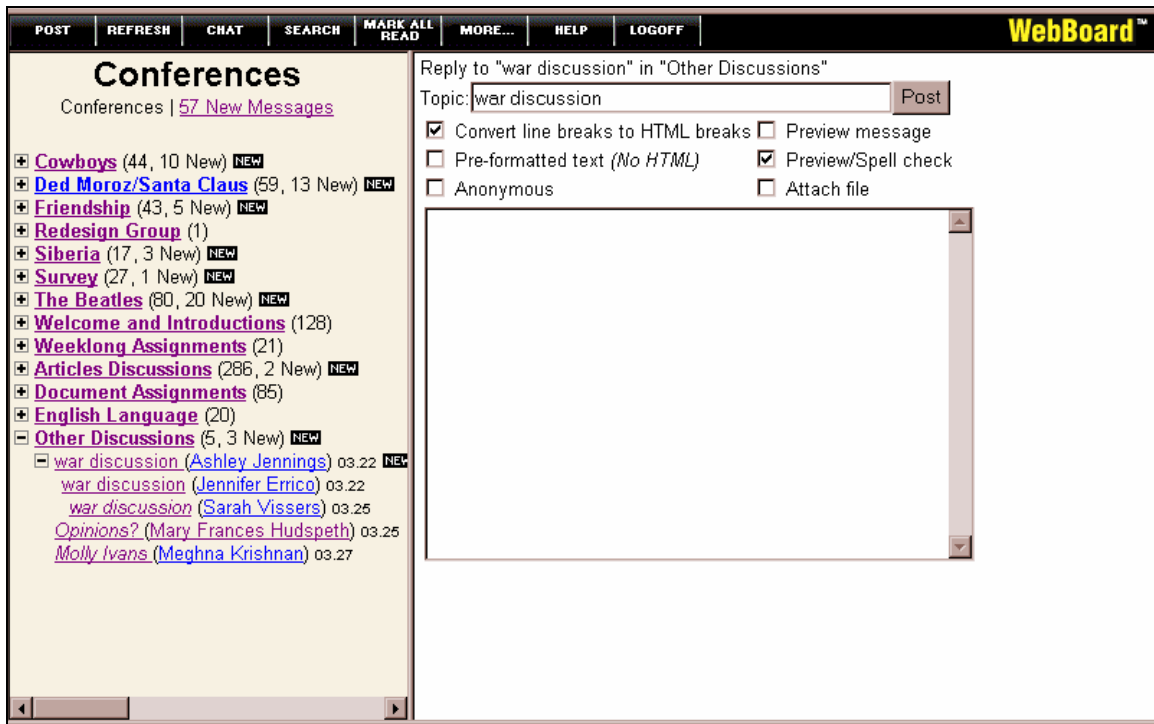 POST REFRESH CHAT SEARCH MARK ALL READ MORE... HELP LOGOFF WebBoard™
Conferences
Conferences | 57 New Messages
Cowboys (44, 10 New) NEW
Ded Moroz/Santa Claus (59, 13 New) NEW
Friendship (43, 5 New) NEW
Redesign Group (1)
Siberia (17, 3 New) NEW
Survey (27, 1 New) NEW
The Beatles (80, 20 New) NEW
Welcome and Introductions (128)
Weeklong Assignments (21)
Articles Discussions (286, 2 New) NEW
Document Assignments (85)
English Language (20)
Other Discussions (5, 3 New) NEW
war discussion (Ashley Jennings) 03.22 NEW
war discussion (Jennifer Errico) 03.22
war discussion (Sarah Vissers) 03.25
Opinions? (Mary Frances Hudspeth) 03.25
Molly Ivans (Meghna Krishnan) 03.27
Reply to "war discussion" in "Other Discussions"
Topic: war discussion Post
Convert line breaks to HTML breaks Preview message
Pre-formatted text (No HTML) Preview/Spell check
Anonymous Attach file